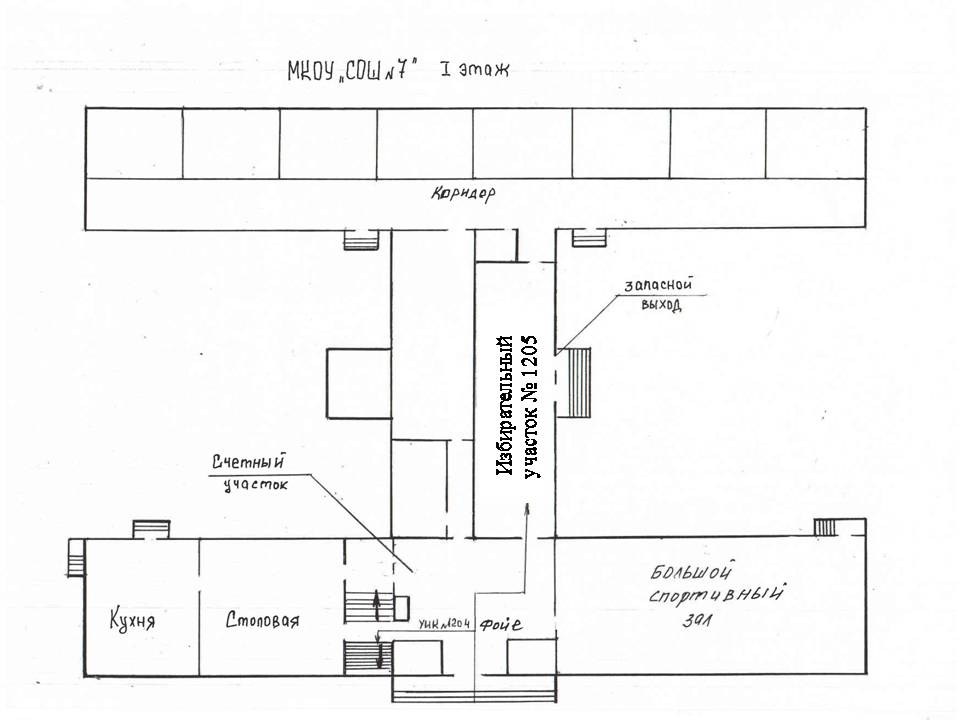 МКОУ „СОШ №7" I этаж
Коридор
запасной
выход
Избирательный
участок № 1205
Счетный
участок
Большой
спортивный
зал
Кухня
Столовая
УИК №1204
Фойе